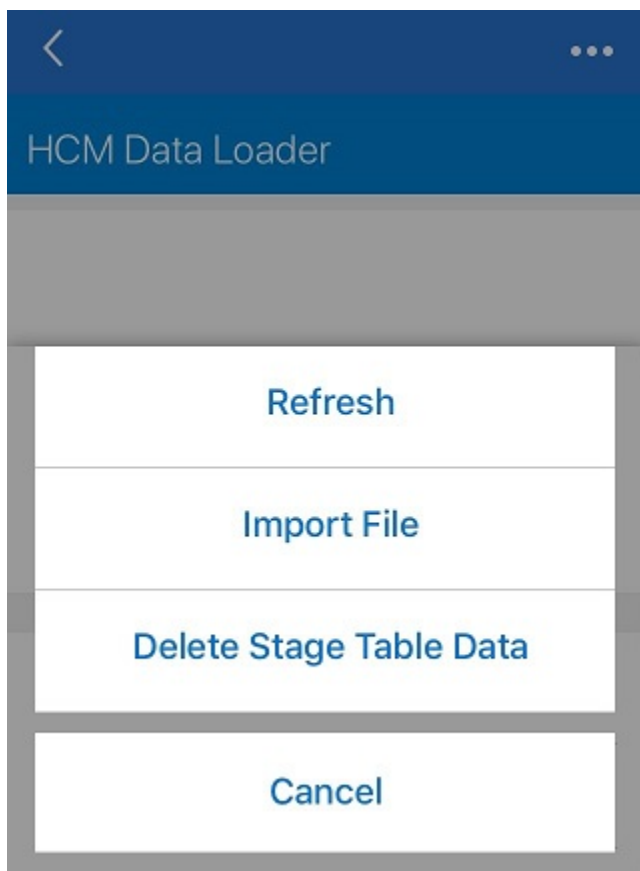 HCM Data Loader
Refresh
Import File
Delete Stage Table Data
Cancel